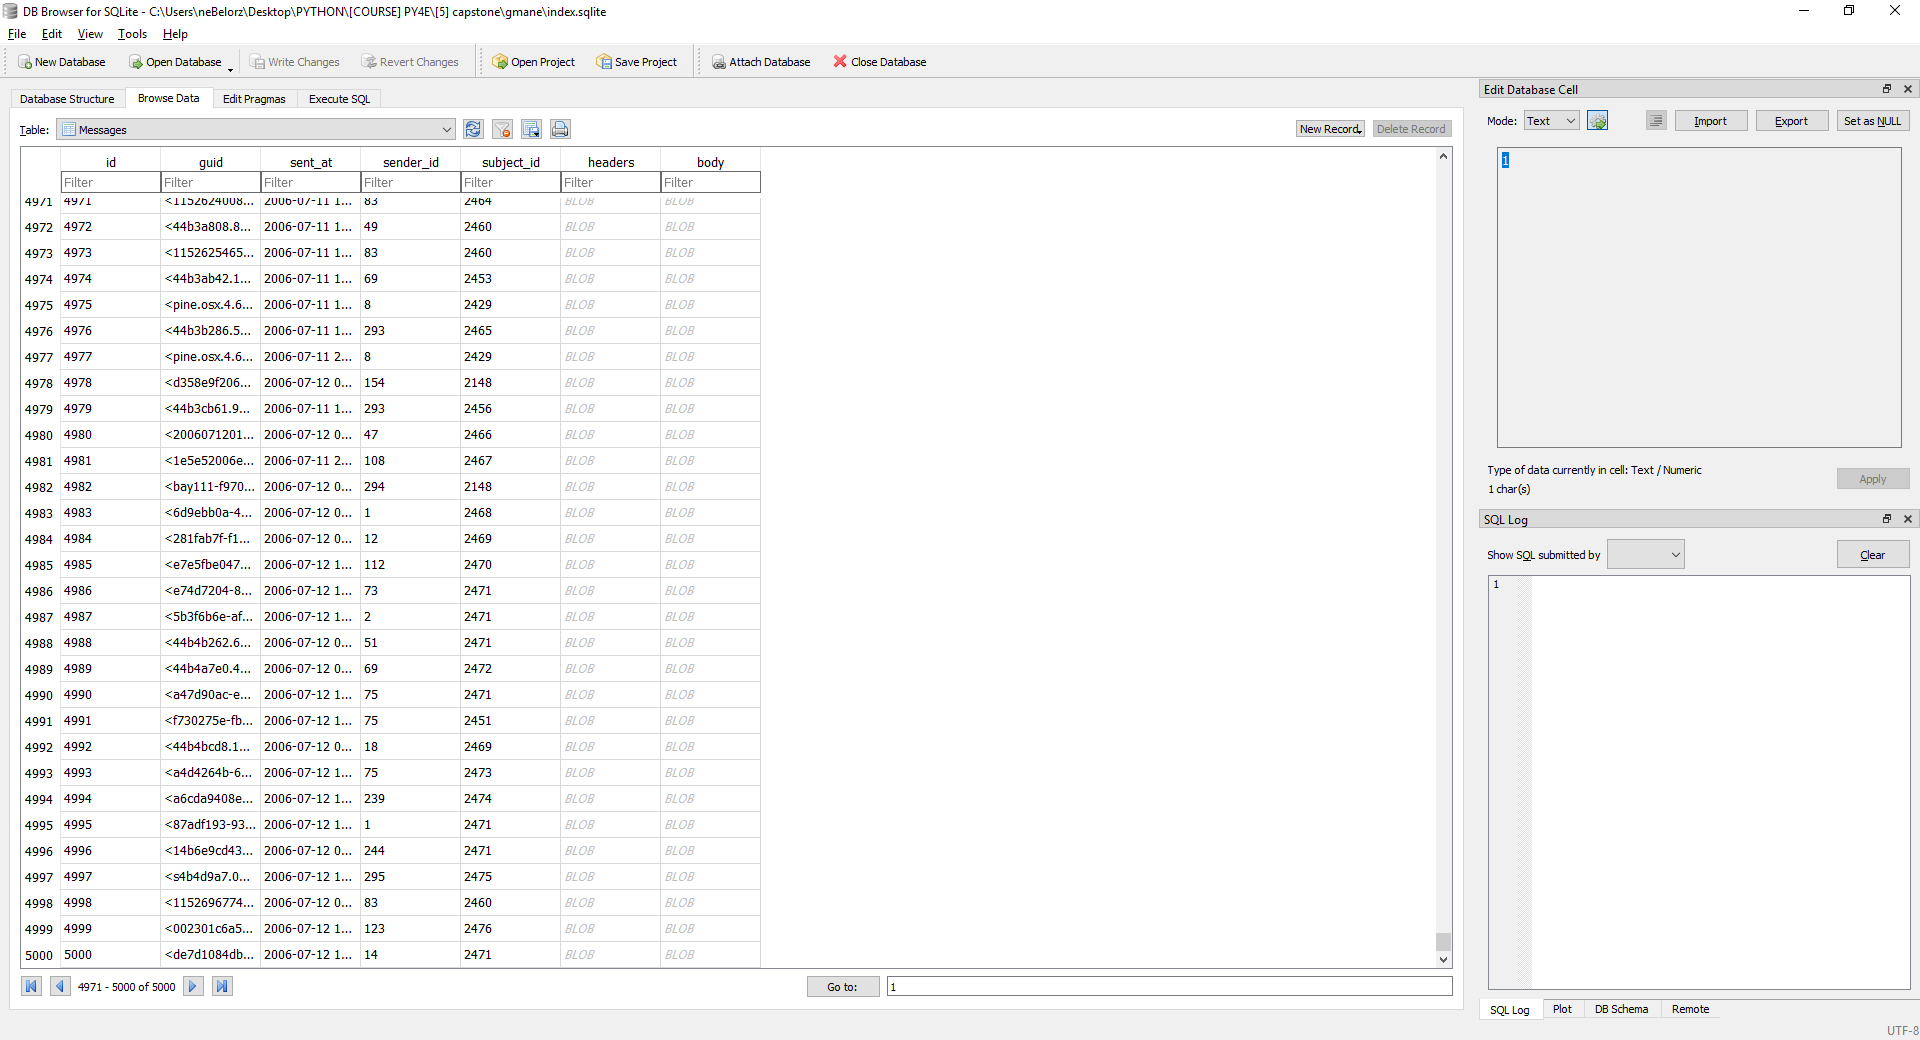 DB Browser for SQLite - C:\Users\neBelorz\Desktop\PYTHON\[COURSE] PY4E\[5] capstone\gmane\index.sqlite
File Edit View Tools Help
New Database Open Database Write Changes Revert Changes Open Project Save Project Attach Database Close Database
Database Structure Browse Data Edit Pragmas Execute SQL
Table: Messages New Record Delete Record
id guid sent_at sender_id subject_id headers body
Filter Filter Filter Filter Filter Filter Filter
4971 4971 <1152624008... 2006-07-11 1... 83 2464 BLOB BLOB
4972 4972 <44b3a808.8... 2006-07-11 1... 49 2460 BLOB BLOB
4973 4973 <1152625465... 2006-07-11 1... 83 2460 BLOB BLOB
4974 4974 <44b3ab42.1... 2006-07-11 1... 69 2453 BLOB BLOB
4975 4975 <pine.osx.4.6... 2006-07-11 1... 8 2429 BLOB BLOB
4976 4976 <44b3b286.5... 2006-07-11 1... 293 2465 BLOB BLOB
4977 4977 <pine.osx.4.6... 2006-07-11 2... 8 2429 BLOB BLOB
4978 4978 <d358e9f206... 2006-07-12 0... 154 2148 BLOB BLOB
4979 4979 <44b3cb61.9... 2006-07-11 1... 293 2456 BLOB BLOB
4980 4980 <2006071201... 2006-07-12 0... 47 2466 BLOB BLOB
4981 4981 <1e5e52006e... 2006-07-11 2... 108 2467 BLOB BLOB
4982 4982 <bay111-f970... 2006-07-12 0... 294 2148 BLOB BLOB
4983 4983 <6d9ebb0a-4... 2006-07-12 0... 1 2468 BLOB BLOB
4984 4984 <281fab7f-f1... 2006-07-12 0... 12 2469 BLOB BLOB
4985 4985 <e7e5fbe047... 2006-07-12 1... 112 2470 BLOB BLOB
4986 4986 <e74d7204-8... 2006-07-12 1... 73 2471 BLOB BLOB
4987 4987 <5b3f6b6e-af... 2006-07-12 1... 2 2471 BLOB BLOB
4988 4988 <44b4b262.6... 2006-07-12 0... 51 2471 BLOB BLOB
4989 4989 <44b4a7e0.4... 2006-07-12 0... 69 2472 BLOB BLOB
4990 4990 <a47d90ac-e... 2006-07-12 1... 75 2471 BLOB BLOB
4991 4991 <f730275e-fb... 2006-07-12 1... 75 2451 BLOB BLOB
4992 4992 <44b4bcd8.1... 2006-07-12 0... 18 2469 BLOB BLOB
4993 4993 <a4d4264b-6... 2006-07-12 1... 75 2473 BLOB BLOB
4994 4994 <a6cda9408e... 2006-07-12 1... 239 2474 BLOB BLOB
4995 4995 <87adf193-93... 2006-07-12 1... 1 2471 BLOB BLOB
4996 4996 <14b6e9cd43... 2006-07-12 0... 244 2471 BLOB BLOB
4997 4997 <s4b4d9a7.0... 2006-07-12 1... 295 2475 BLOB BLOB
4998 4998 <1152696774... 2006-07-12 0... 83 2460 BLOB BLOB
4999 4999 <002301c6a5... 2006-07-12 1... 123 2476 BLOB BLOB
5000 5000 <de7d1084db... 2006-07-12 1... 14 2471 BLOB BLOB
4971 - 5000 of 5000 Go to: 1
Edit Database Cell
Mode: Text Import Export Set as NULL
1
Type of data currently in cell: Text / Numeric
1 char(s)
Apply
SQL Log
Show SQL submitted by Clear
1
SQL Log Plot DB Schema Remote
UTF-8